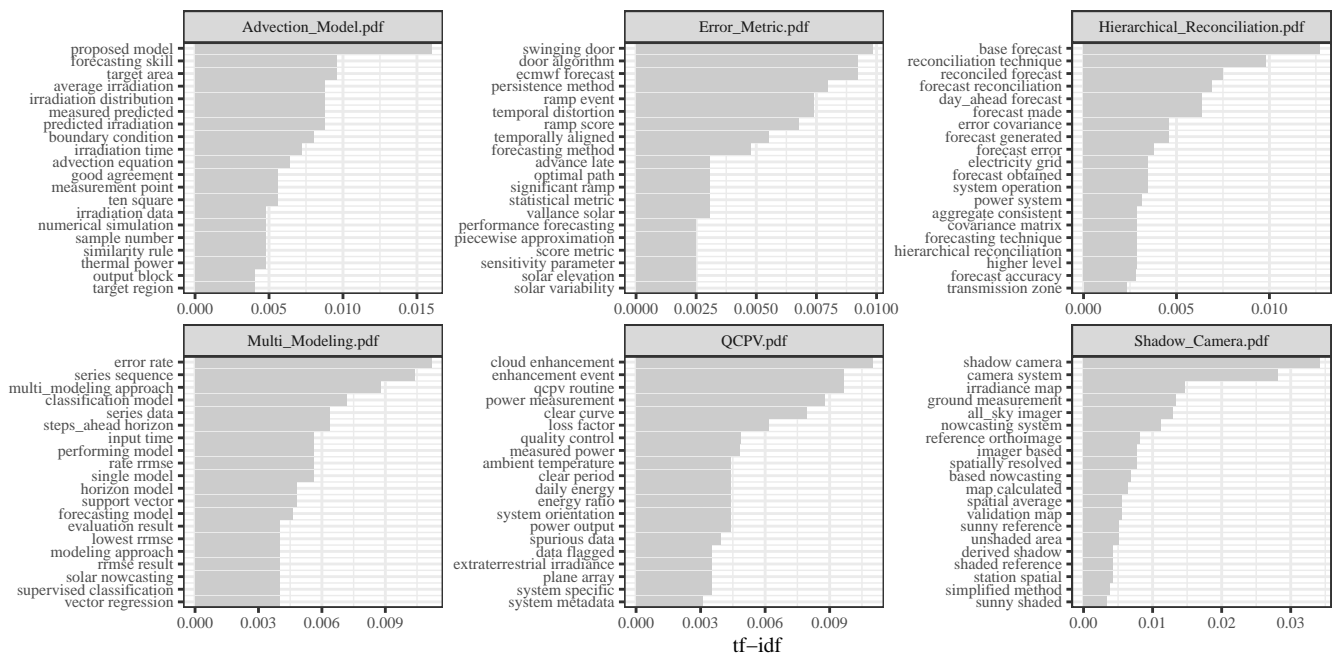 Advection_Model.pdf
proposed model
forecasting skill
target area
average irradiation
irradiation distribution
measured predicted
predicted irradiation
boundary condition
irradiation time
advection equation
good agreement
measurement point
ten square
irradiation data
numerical simulation
sample number
similarity rule
thermal power
output block
target region
0.000 0.005 0.010 0.015
Error_Metric.pdf
swinging door
door algorithm
ecmwf forecast
persistence method
ramp event
temporal distortion
ramp score
temporally aligned
forecasting method
advance late
optimal path
significant ramp
statistical metric
vallance solar
performance forecasting
piecewise approximation
score metric
sensitivity parameter
solar elevation
solar variability
0.0000 0.0025 0.0050 0.0075 0.0100
Hierarchical_Reconciliation.pdf
base forecast
reconciliation technique
reconciled forecast
forecast reconciliation
day_ahead forecast
forecast made
error covariance
forecast generated
forecast error
electricity grid
forecast obtained
system operation
power system
aggregate consistent
covariance matrix
forecasting technique
hierarchical reconciliation
higher level
forecast accuracy
transmission zone
0.000 0.005 0.010
Multi_Modeling.pdf
error rate
series sequence
multi_modeling approach
classification model
series data
steps_ahead horizon
input time
performing model
rate rrmse
single model
horizon model
support vector
forecasting model
evaluation result
lowest rrmse
modeling approach
rrmse result
solar nowcasting
supervised classification
vector regression
0.000 0.003 0.006 0.009
QCPV.pdf
cloud enhancement
enhancement event
qcpv routine
power measurement
clear curve
loss factor
quality control
measured power
ambient temperature
clear period
daily energy
energy ratio
system orientation
power output
spurious data
data flagged
extraterrestrial irradiance
plane array
system specific
system metadata
0.000 0.003 0.006 0.009
Shadow_Camera.pdf
shadow camera
camera system
irradiance map
ground measurement
all_sky imager
nowcasting system
reference orthoimage
imager based
spatially resolved
based nowcasting
map calculated
spatial average
validation map
sunny reference
unshaded area
derived shadow
shaded reference
station spatial
simplified method
sunny shaded
0.00 0.01 0.02 0.03
tf−idf